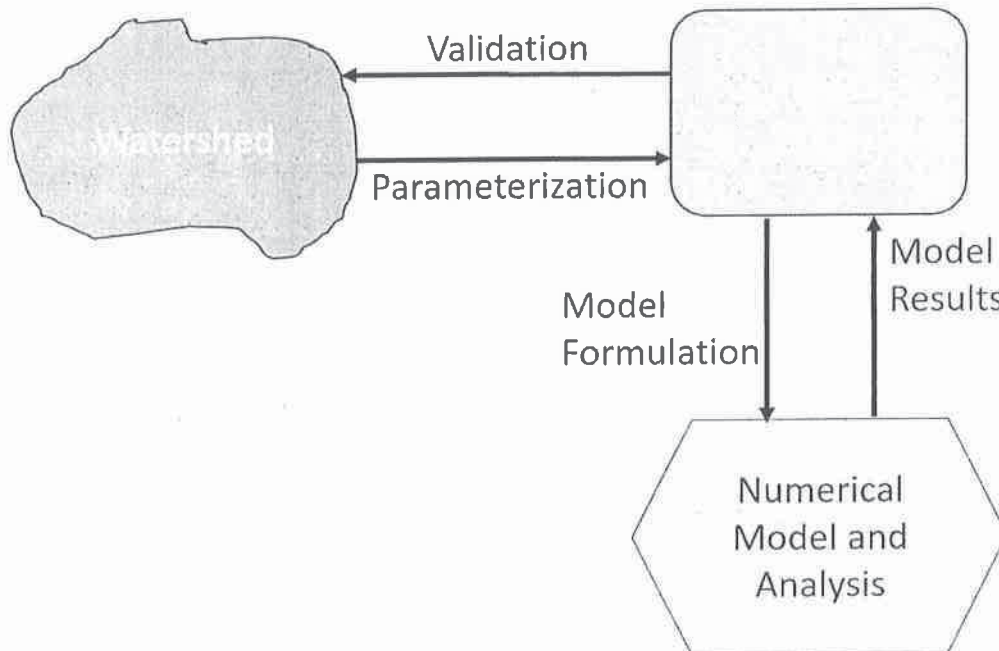 Validation
Watershed
Parameterization
Model
Results
Model
Formulation
Numerical
Model and
Analysis